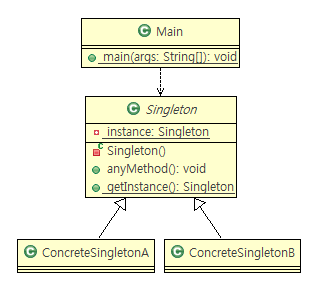 Main
main(args: String[]): void
Singleton
instance: Singleton
Singleton()
anyMethod(): void
getInstance(): Singleton
ConcreteSingletonA
ConcreteSingletonB